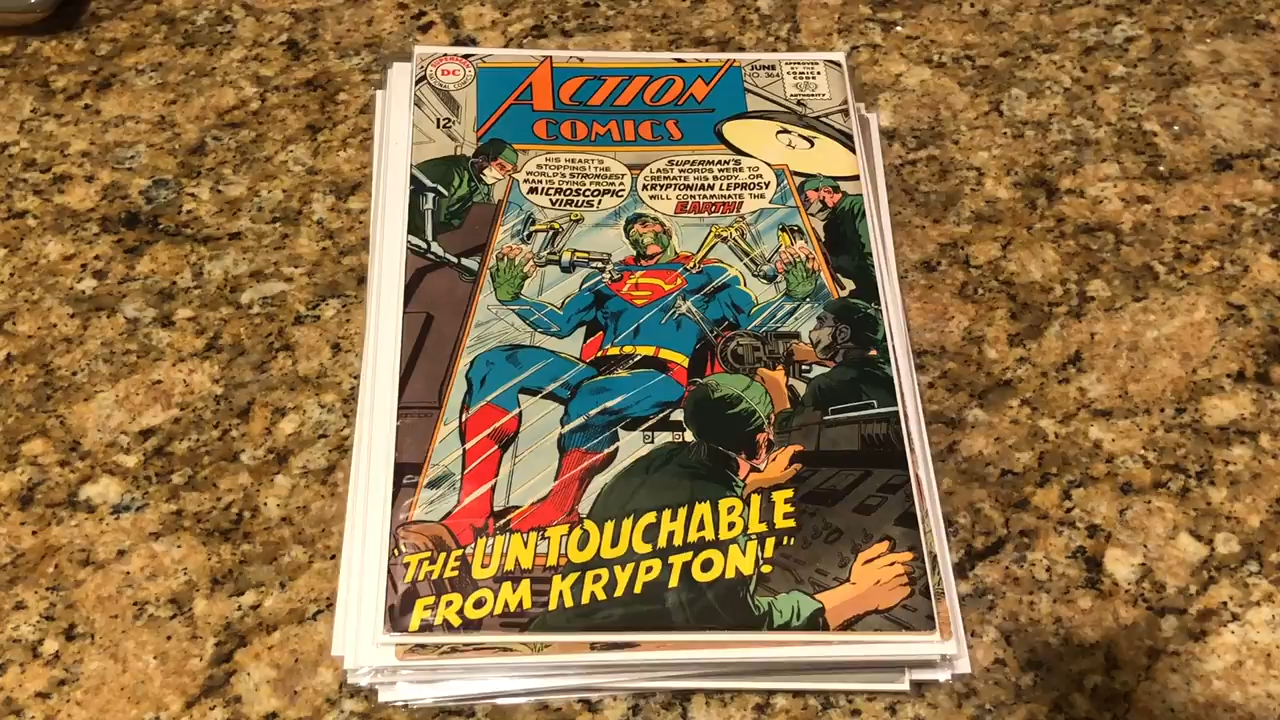 SUPERMAN
DC
NATIONAL COMICS
ACTION
COMICS
12¢
JUNE
NO. 364
APPROVED
BY THE
COMICS
CODE
AUTHORITY
HIS HEART'S
STOPPING! THE
WORLD'S STRONGEST
MAN IS DYING FROM A
MICROSCOPIC
VIRUS!
SUPERMAN'S
LAST WORDS WERE TO
CREMATE HIS BODY...OR
KRYPTONIAN LEPROSY
WILL CONTAMINATE THE
EARTH!
"THE UNTOUCHABLE
FROM KRYPTON!"